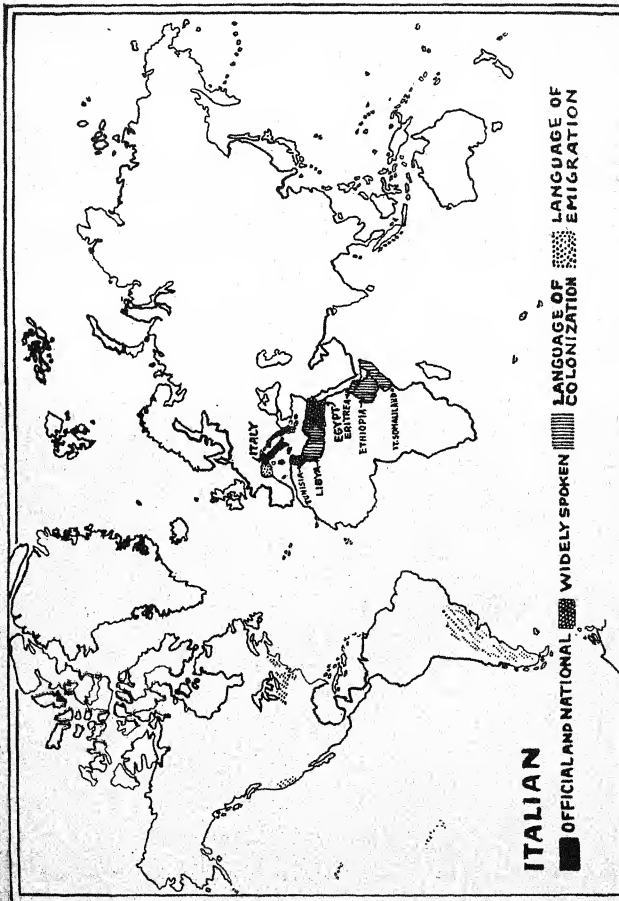 ITALY
TUNISIA
LIBYA
EGYPT
ERITREA
ETHIOPIA
IT. SOMALILAND
ITALIAN
OFFICIAL AND NATIONAL
WIDELY SPOKEN
LANGUAGE OF
COLONIZATION
LANGUAGE OF
EMIGRATION